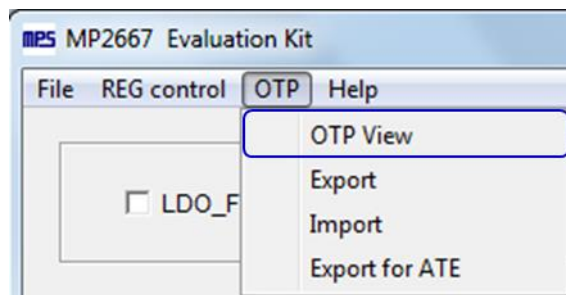 mps MP2667 Evaluation Kit
File REG control OTP Help
OTP View
Export
LDO_F
Import
Export for ATE